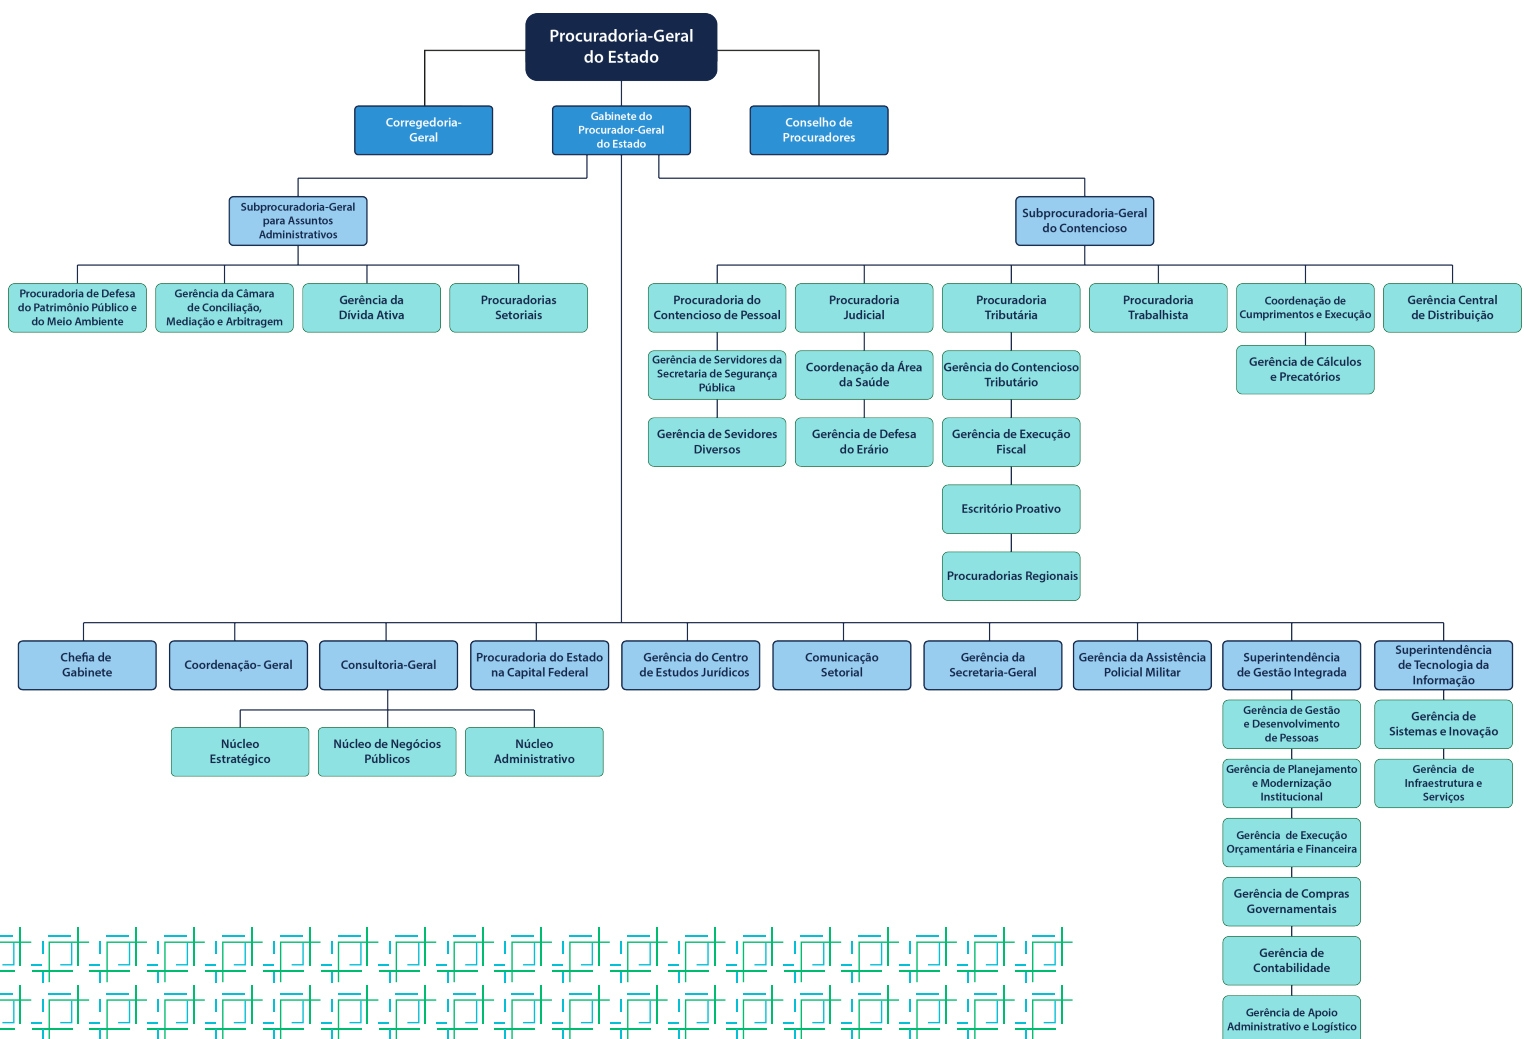 Procuradoria-Geral
do Estado
Corregedoria-
Geral
Gabinete do
Procurador-Geral
do Estado
Conselho de
Procuradores
Subprocuradoria-Geral
para Assuntos
Administrativos
Subprocuradoria-Geral
do Contencioso
Procuradoria de Defesa
do Patrimônio Público e
do Meio Ambiente
Gerência da Câmara
de Conciliação,
Mediação e Arbitragem
Gerência da
Dívida Ativa
Procuradorias
Setoriais
Procuradoria do
Contencioso de Pessoal
Procuradoria
Judicial
Procuradoria
Tributária
Procuradoria
Trabalhista
Coordenação de
Cumprimentos e Execução
Gerência Central
de Distribuição
Gerência de Servidores da
Secretaria de Segurança
Pública
Coordenação da Área
da Saúde
Gerência do Contencioso
Tributário
Gerência de Cálculos
e Precatórios
Gerência de Sevidores
Diversos
Gerência de Defesa
do Erário
Gerência de Execução
Fiscal
Escritório Proativo
Procuradorias Regionais
Chefia de
Gabinete
Coordenação- Geral
Consultoria-Geral
Procuradoria do Estado
na Capital Federal
Gerência do Centro
de Estudos Jurídicos
Comunicação
Setorial
Gerência da
Secretaria-Geral
Gerência da Assistência
Policial Militar
Superintendência
de Gestão Integrada
Superintendência
de Tecnologia da
Informação
Núcleo
Estratégico
Núcleo de Negócios
Públicos
Núcleo
Administrativo
Gerência de Gestão
e Desenvolvimento
de Pessoas
Gerência de
Sistemas e Inovação
Gerência de Planejamento
e Modernização
Institucional
Gerência  de
Infraestrutura e
Serviços
Gerência  de Execução
Orçamentária e Financeira
Gerência de Compras
Governamentais
Gerência de
Contabilidade
Gerência de Apoio
Administrativo e Logístico